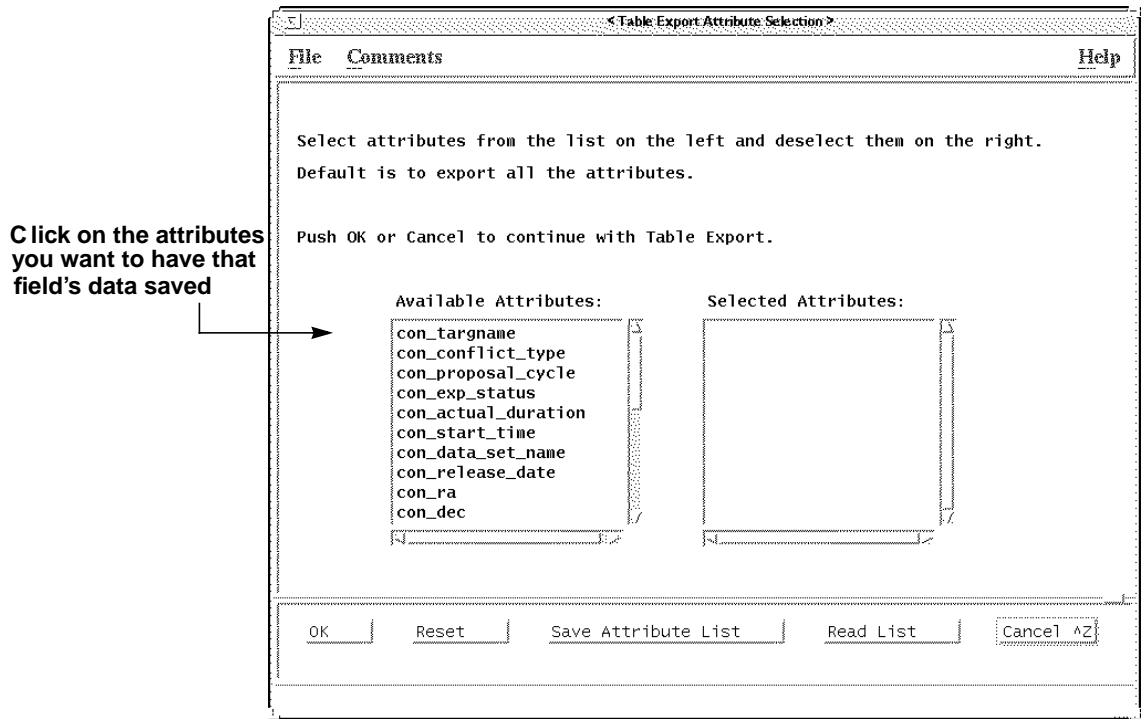 < Table Export Attribute Selection >
File Comments Help
Select attributes from the list on the left and deselect them on the right.
Default is to export all the attributes.
Push OK or Cancel to continue with Table Export.
Click on the attributes
you want to have that
field's data saved
Available Attributes: Selected Attributes:
con_targname
con_conflict_type
con_proposal_cycle
con_exp_status
con_actual_duration
con_start_time
con_data_set_name
con_release_date
con_ra
con_dec
OK Reset Save Attribute List Read List Cancel ^Z